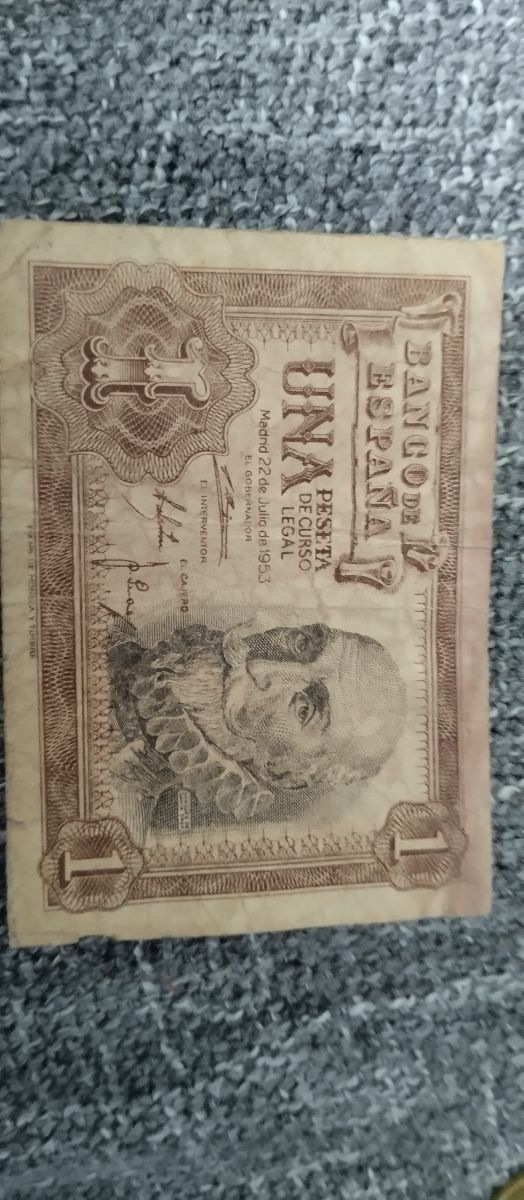 BANCO DE
ESPAÑA
UNA PESETA
DE CURSO
LEGAL
Madrid 22 de Julio de 1953
EL GOBERNADOR
EL INTERVENTOR
EL CAJERO
1
1
1